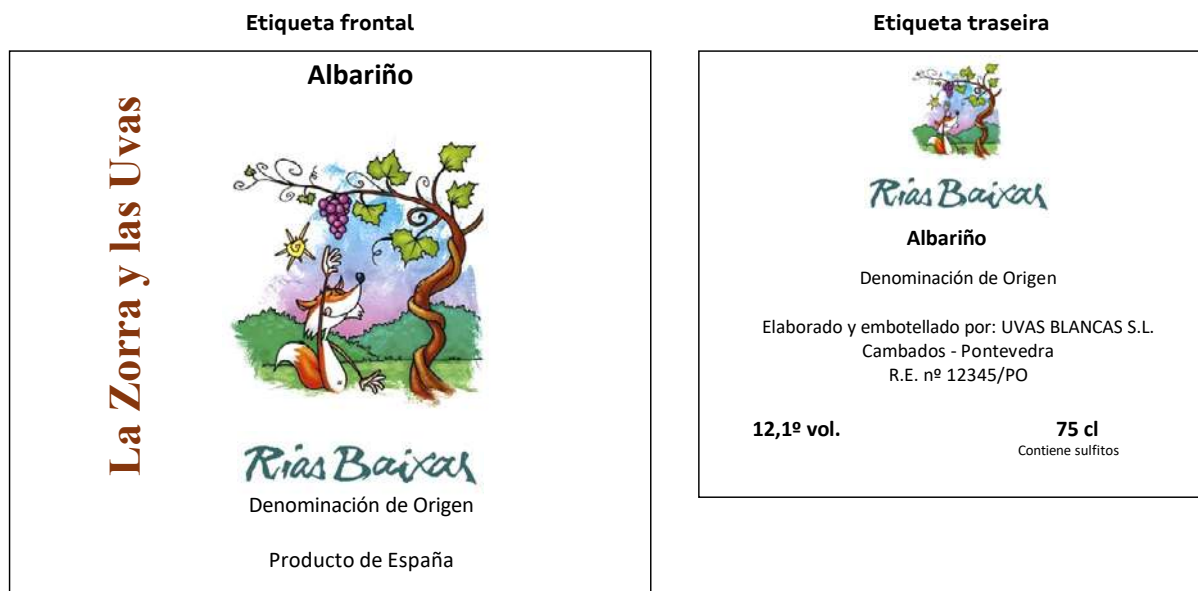 Etiqueta frontal
Albariño
La Zorra y las Uvas
Rías Baixas
Denominación de Origen
Producto de España
Etiqueta traseira
Rías Baixas
Albariño
Denominación de Origen
Elaborado y embotellado por: UVAS BLANCAS S.L.
Cambados - Pontevedra
R.E. nº 12345/PO
12,1º vol.
75 cl
Contiene sulfitos